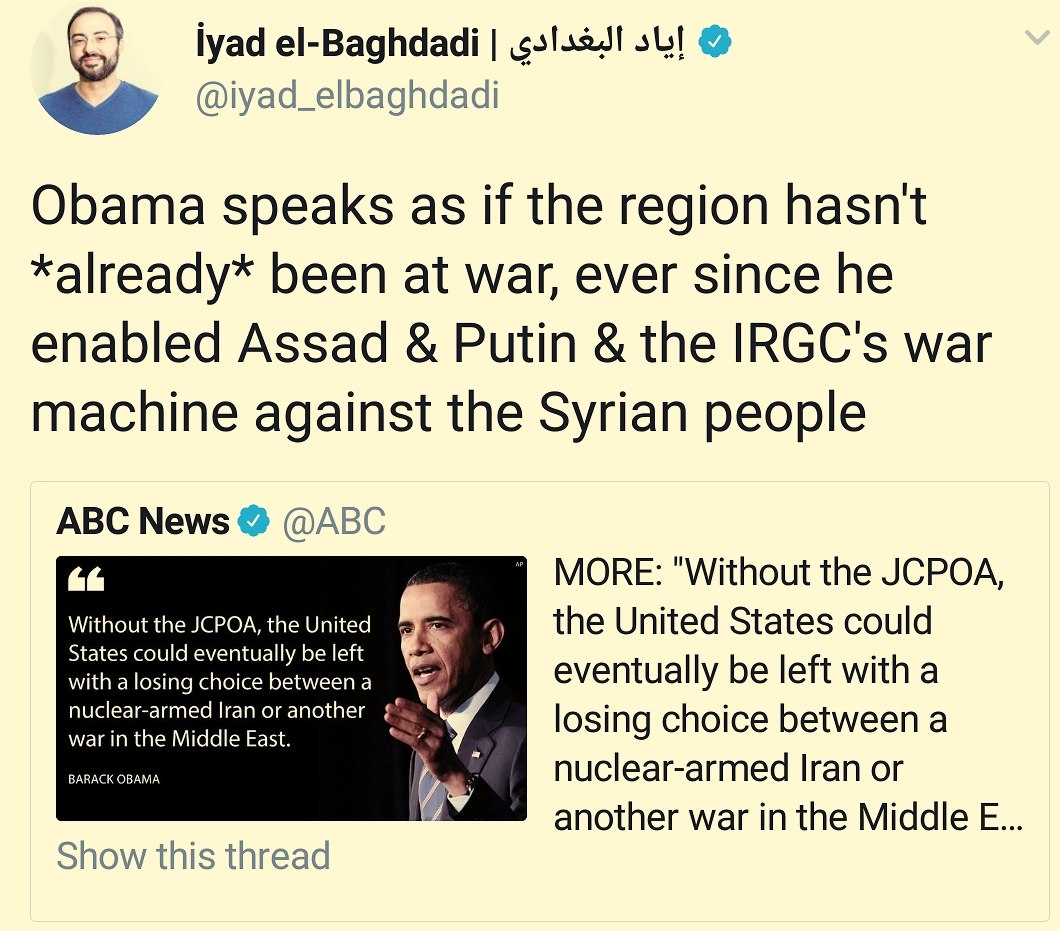 İyad el-Baghdadi | إياد البغدادي
@iyad_elbaghdadi
Obama speaks as if the region hasn't
*already* been at war, ever since he
enabled Assad & Putin & the IRGC's war
machine against the Syrian people
ABC News @ABC
AP
Without the JCPOA, the United
States could eventually be left
with a losing choice between a
nuclear-armed Iran or another
war in the Middle East.
BARACK OBAMA
MORE: "Without the JCPOA,
the United States could
eventually be left with a
losing choice between a
nuclear-armed Iran or
another war in the Middle E...
Show this thread